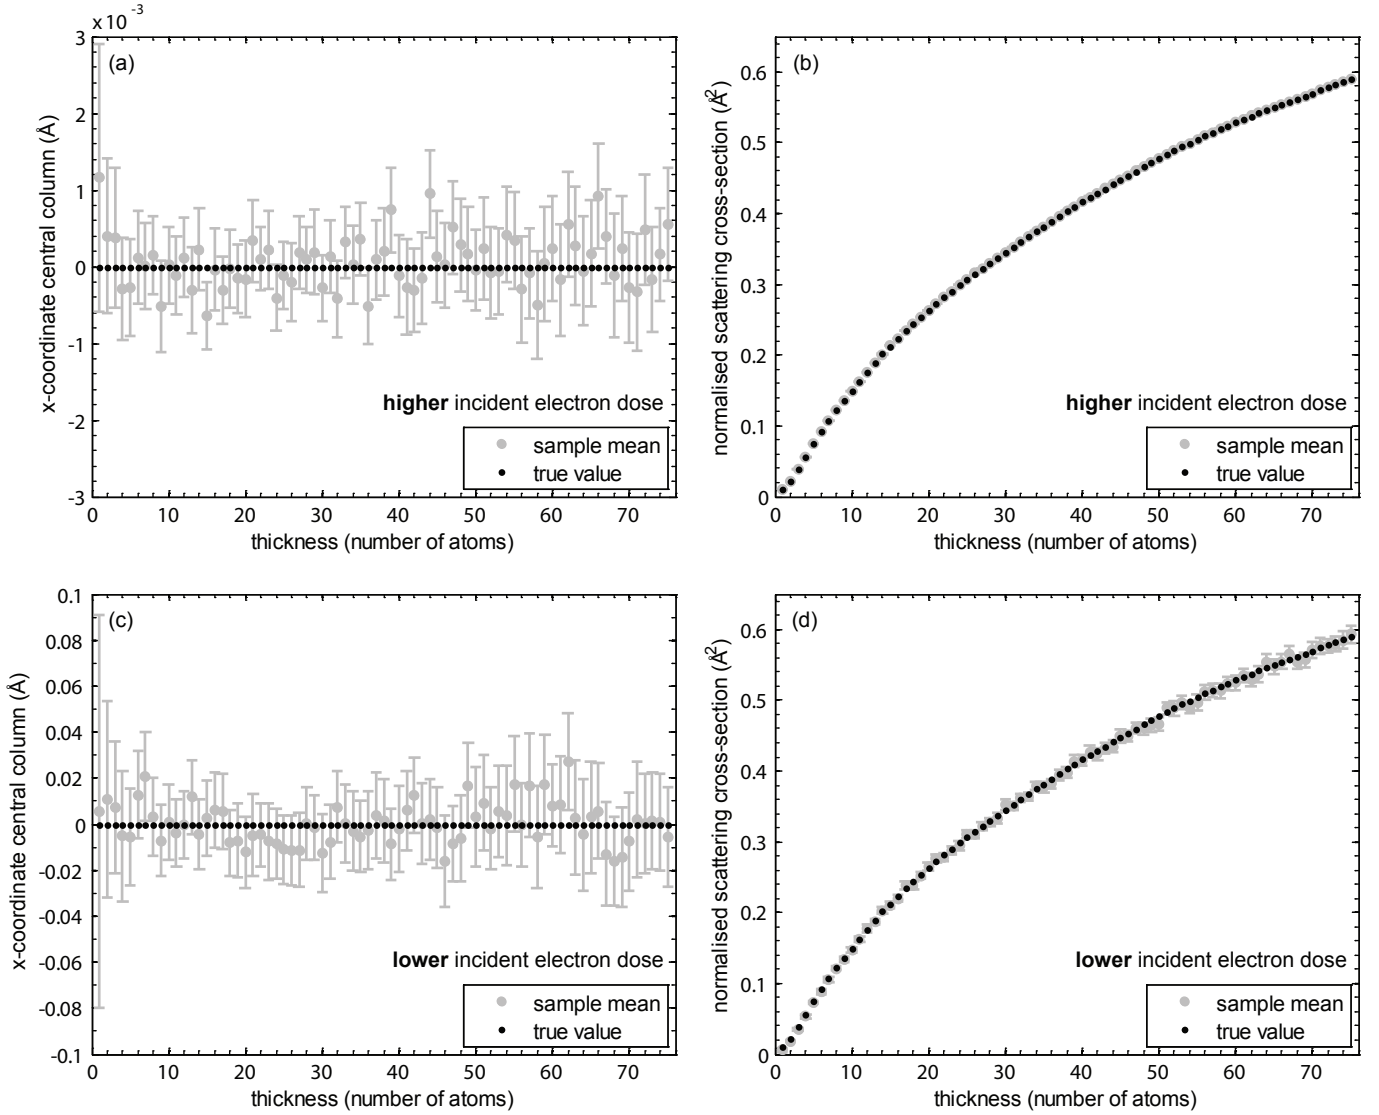 x10 -3
(a)
3
2
1
0
-1
-2
-3
x-coordinate central column (Å)
higher incident electron dose
sample mean
true value
0 10 20 30 40 50 60 70
thickness (number of atoms)
(b)
0.6
0.5
0.4
0.3
0.2
0.1
0
normalised scattering cross-section (Å2)
higher incident electron dose
sample mean
true value
0 10 20 30 40 50 60 70
thickness (number of atoms)
(c)
0.1
0.08
0.06
0.04
0.02
0
-0.02
-0.04
-0.06
-0.08
-0.1
x-coordinate central column (Å)
lower incident electron dose
sample mean
true value
0 10 20 30 40 50 60 70
thickness (number of atoms)
(d)
0.6
0.5
0.4
0.3
0.2
0.1
0
normalised scattering cross-section (Å2)
lower incident electron dose
sample mean
true value
0 10 20 30 40 50 60 70
thickness (number of atoms)